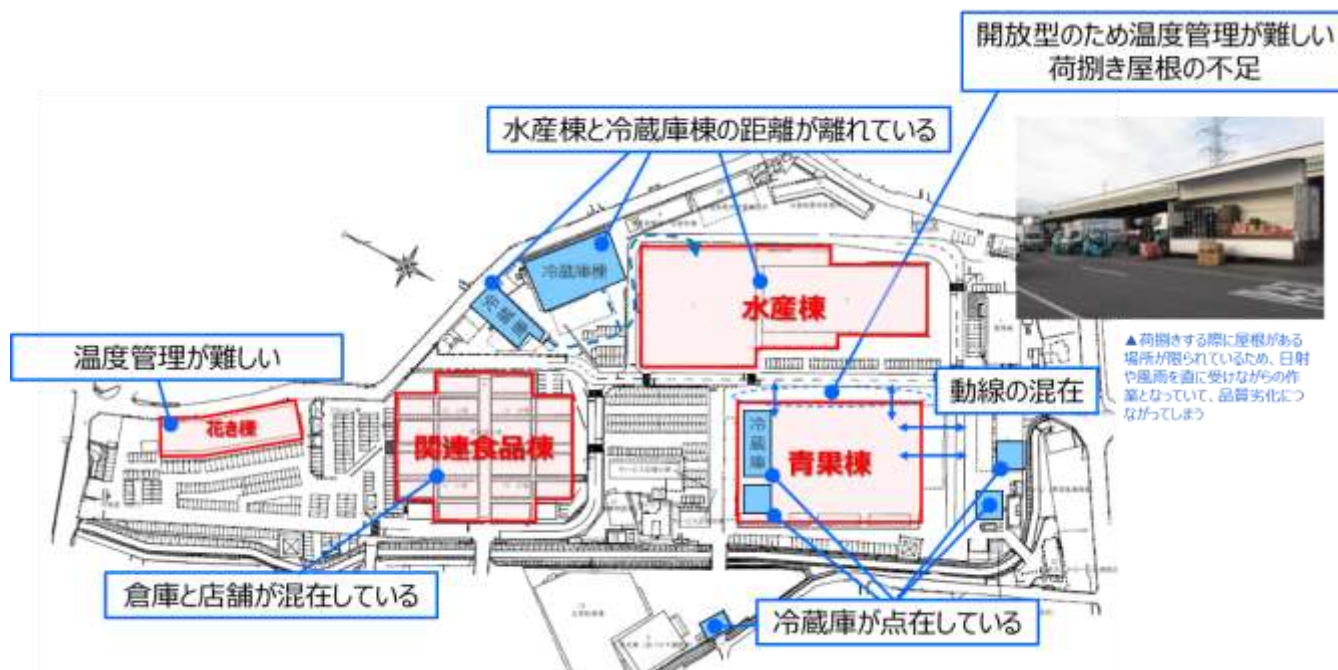 開放型のため温度管理が難しい
荷捌き屋根の不足
水産棟と冷蔵庫棟の距離が離れている
冷蔵庫棟
冷蔵庫
水産棟
▲荷捌きする際に屋根がある
場所が限られているため、日射
や風雨を直に受けながらの作
業となっていて、品質劣化につ
ながってしまう
温度管理が難しい
動線の混在
花き棟
関連食品棟
冷蔵庫
青果棟
倉庫と店舗が混在している
冷蔵庫が点在している